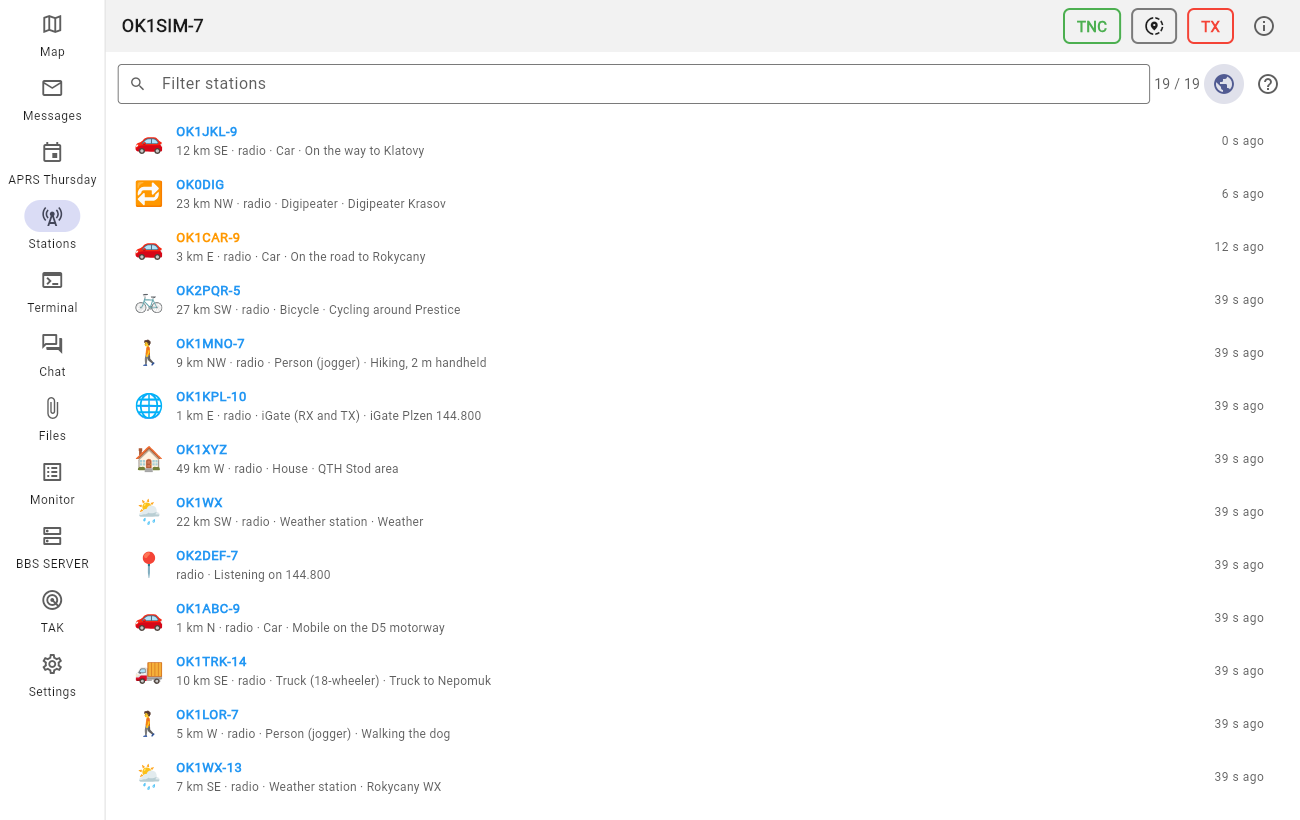 OK1SIM-7
TNC
TX
Map
Messages
APRS Thursday
Stations
Terminal
Chat
Files
Monitor
BBS SERVER
TAK
Settings
Filter stations
19 / 19
OK1JKL-9
12 km SE · radio · Car · On the way to Klatovy
0 s ago
OK0DIG
23 km NW · radio · Digipeater · Digipeater Krasov
6 s ago
OK1CAR-9
3 km E · radio · Car · On the road to Rokycany
12 s ago
OK2PQR-5
27 km SW · radio · Bicycle · Cycling around Prestice
39 s ago
OK1MNO-7
9 km NW · radio · Person (jogger) · Hiking, 2 m handheld
39 s ago
OK1KPL-10
1 km E · radio · iGate (RX and TX) · iGate Plzen 144.800
39 s ago
OK1XYZ
49 km W · radio · House · QTH Stod area
39 s ago
OK1WX
22 km SW · radio · Weather station · Weather
39 s ago
OK2DEF-7
radio · Listening on 144.800
39 s ago
OK1ABC-9
1 km N · radio · Car · Mobile on the D5 motorway
39 s ago
OK1TRK-14
10 km SE · radio · Truck (18-wheeler) · Truck to Nepomuk
39 s ago
OK1LOR-7
5 km W · radio · Person (jogger) · Walking the dog
39 s ago
OK1WX-13
7 km SE · radio · Weather station · Rokycany WX
39 s ago